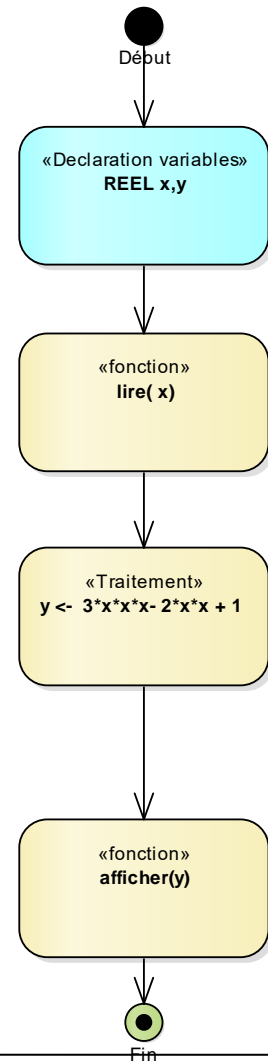 Début
«Declaration variables»
REEL x,y
«fonction»
lire( x)
«Traitement»
y <- 3*x*x*x- 2*x*x + 1
«fonction»
afficher(y)
Fin